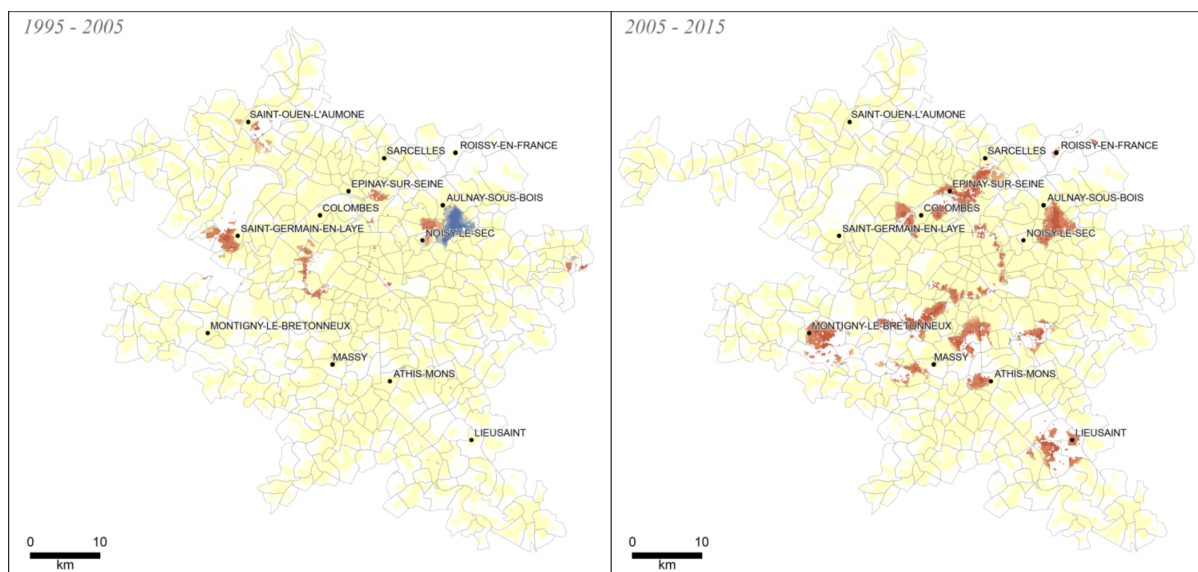 1995 - 2005
SAINT-OUEN-L'AUMONE
SARCELLES
ROISSY-EN-FRANCE
EPINAY-SUR-SEINE
AULNAY-SOUS-BOIS
COLOMBES
SAINT-GERMAIN-EN-LAYE
NOISY-LE-SEC
MONTIGNY-LE-BRETONNEUX
MASSY
ATHIS-MONS
LIEUSAINT
0 10
km
2005 - 2015
SAINT-OUEN-L'AUMONE
SARCELLES
ROISSY-EN-FRANCE
EPINAY-SUR-SEINE
AULNAY-SOUS-BOIS
COLOMBES
SAINT-GERMAIN-EN-LAYE
NOISY-LE-SEC
MONTIGNY-LE-BRETONNEUX
MASSY
ATHIS-MONS
LIEUSAINT
0 10
km